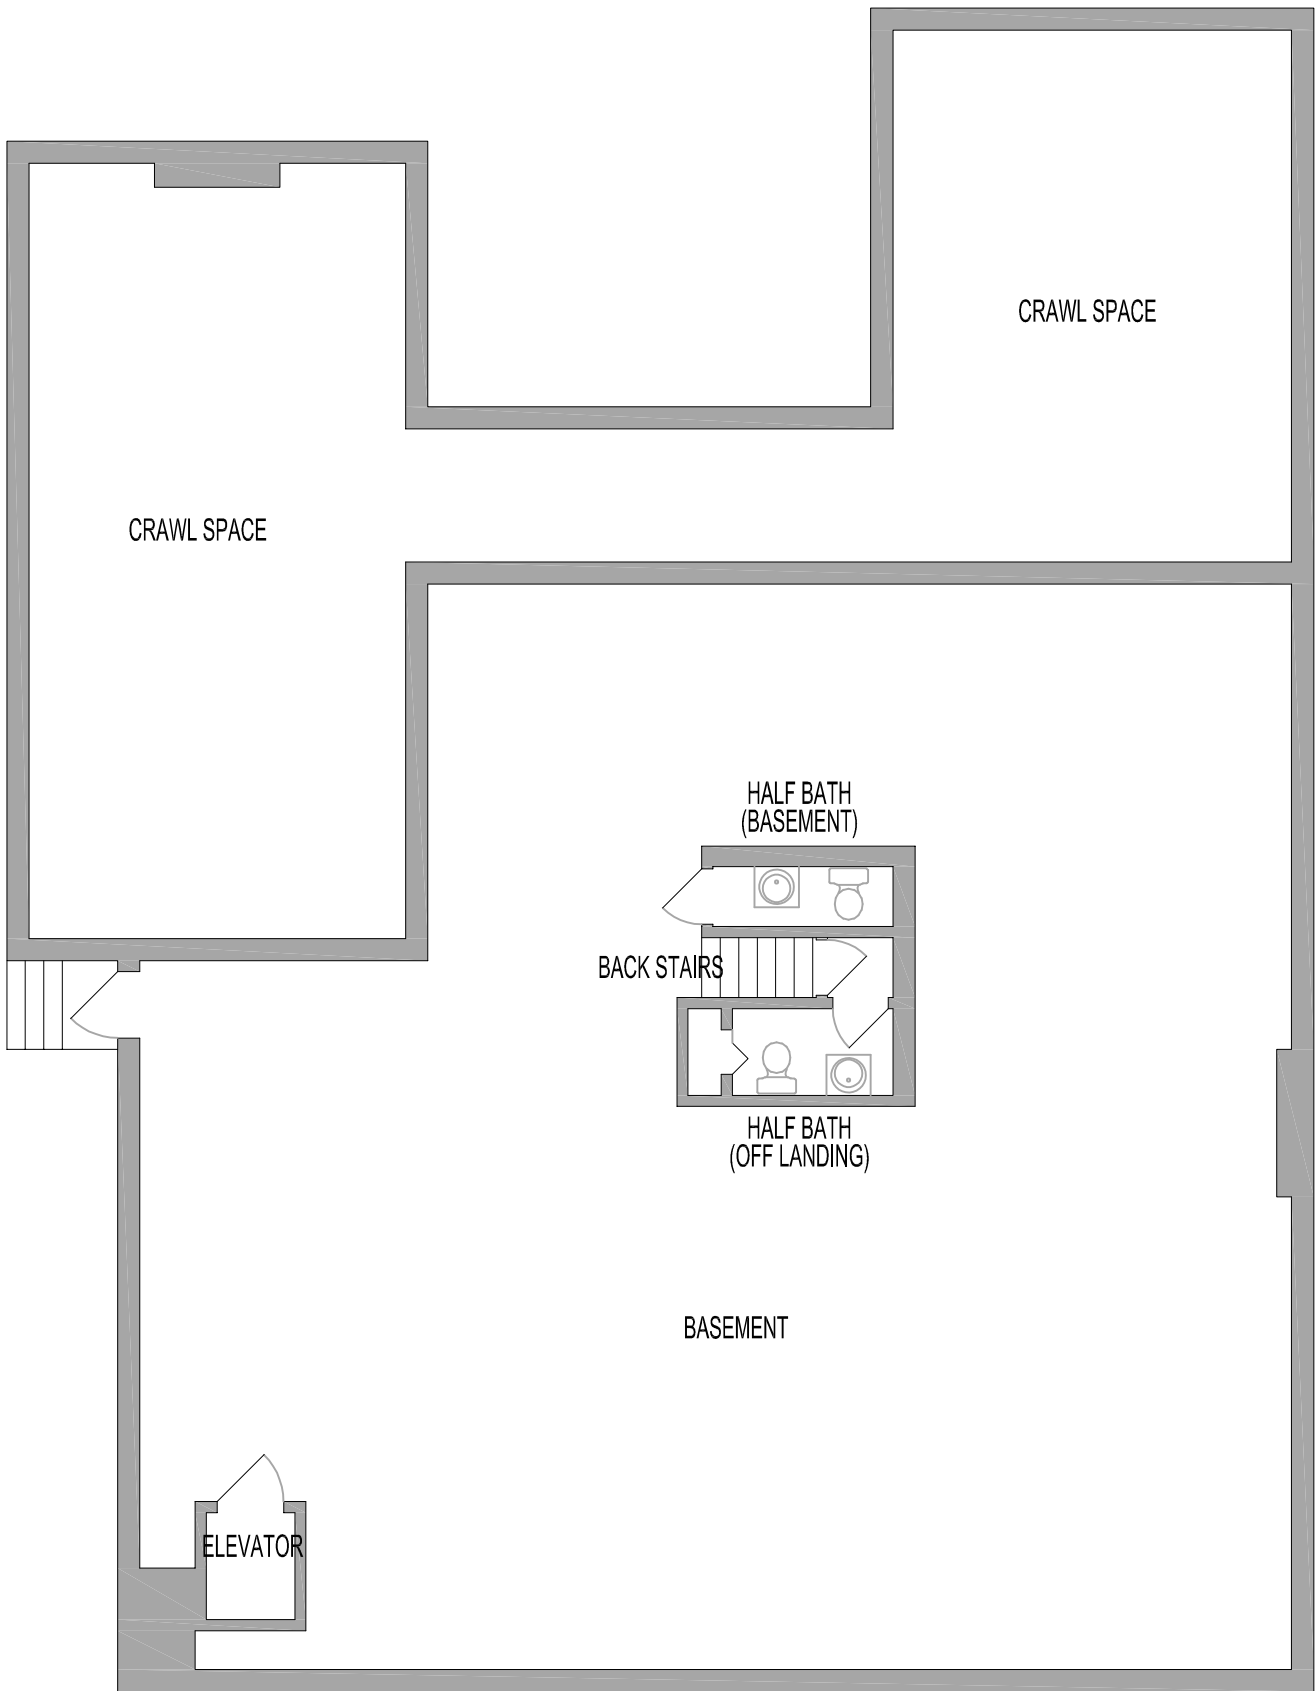 CRAWL SPACE
CRAWL SPACE
HALF BATH
(BASEMENT)
BACK STAIRS
HALF BATH
(OFF LANDING)
BASEMENT
ELEVATOR